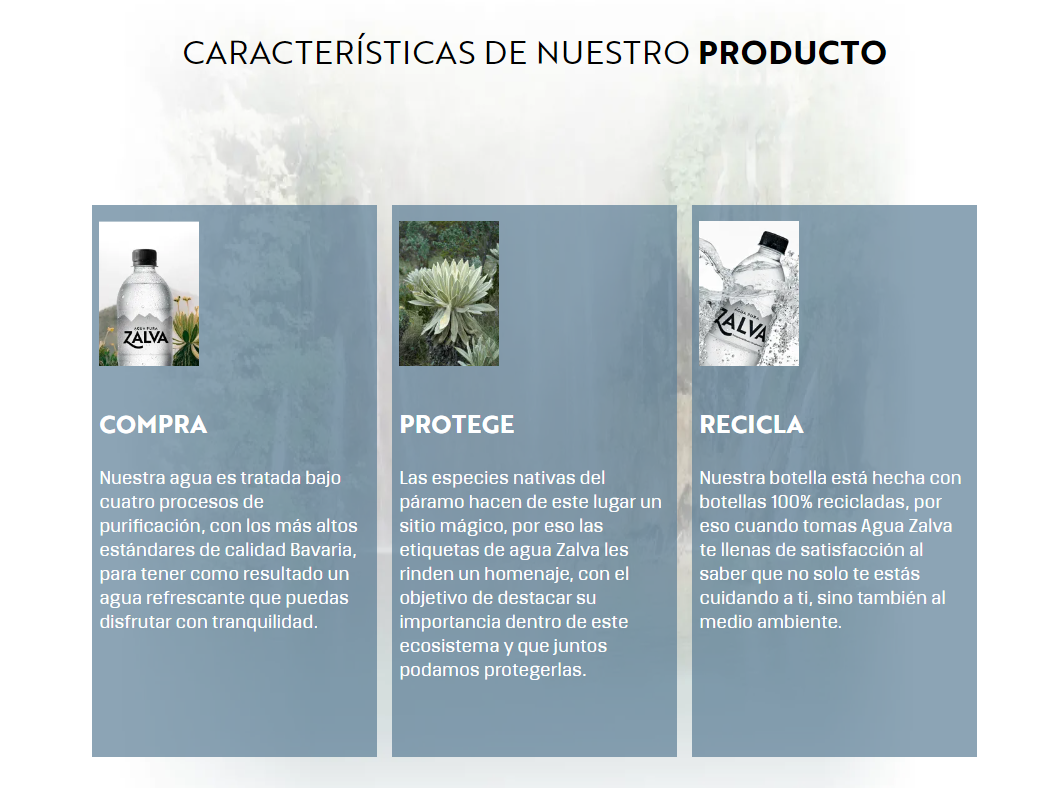 CARACTERÍSTICAS DE NUESTRO PRODUCTO
AGUA PURA
ZALVA
AGUA PURA
ZALVA
COMPRA
Nuestra agua es tratada bajo
cuatro procesos de
purificación, con los más altos
estándares de calidad Bavaria,
para tener como resultado un
agua refrescante que puedas
disfrutar con tranquilidad.
PROTEGE
Las especies nativas del
páramo hacen de este lugar un
sitio mágico, por eso las
etiquetas de agua Zalva les
rinden un homenaje, con el
objetivo de destacar su
importancia dentro de este
ecosistema y que juntos
podamos protegerlas.
RECICLA
Nuestra botella está hecha con
botellas 100% recicladas, por
eso cuando tomas Agua Zalva
te llenas de satisfacción al
saber que no solo te estás
cuidando a ti, sino también al
medio ambiente.